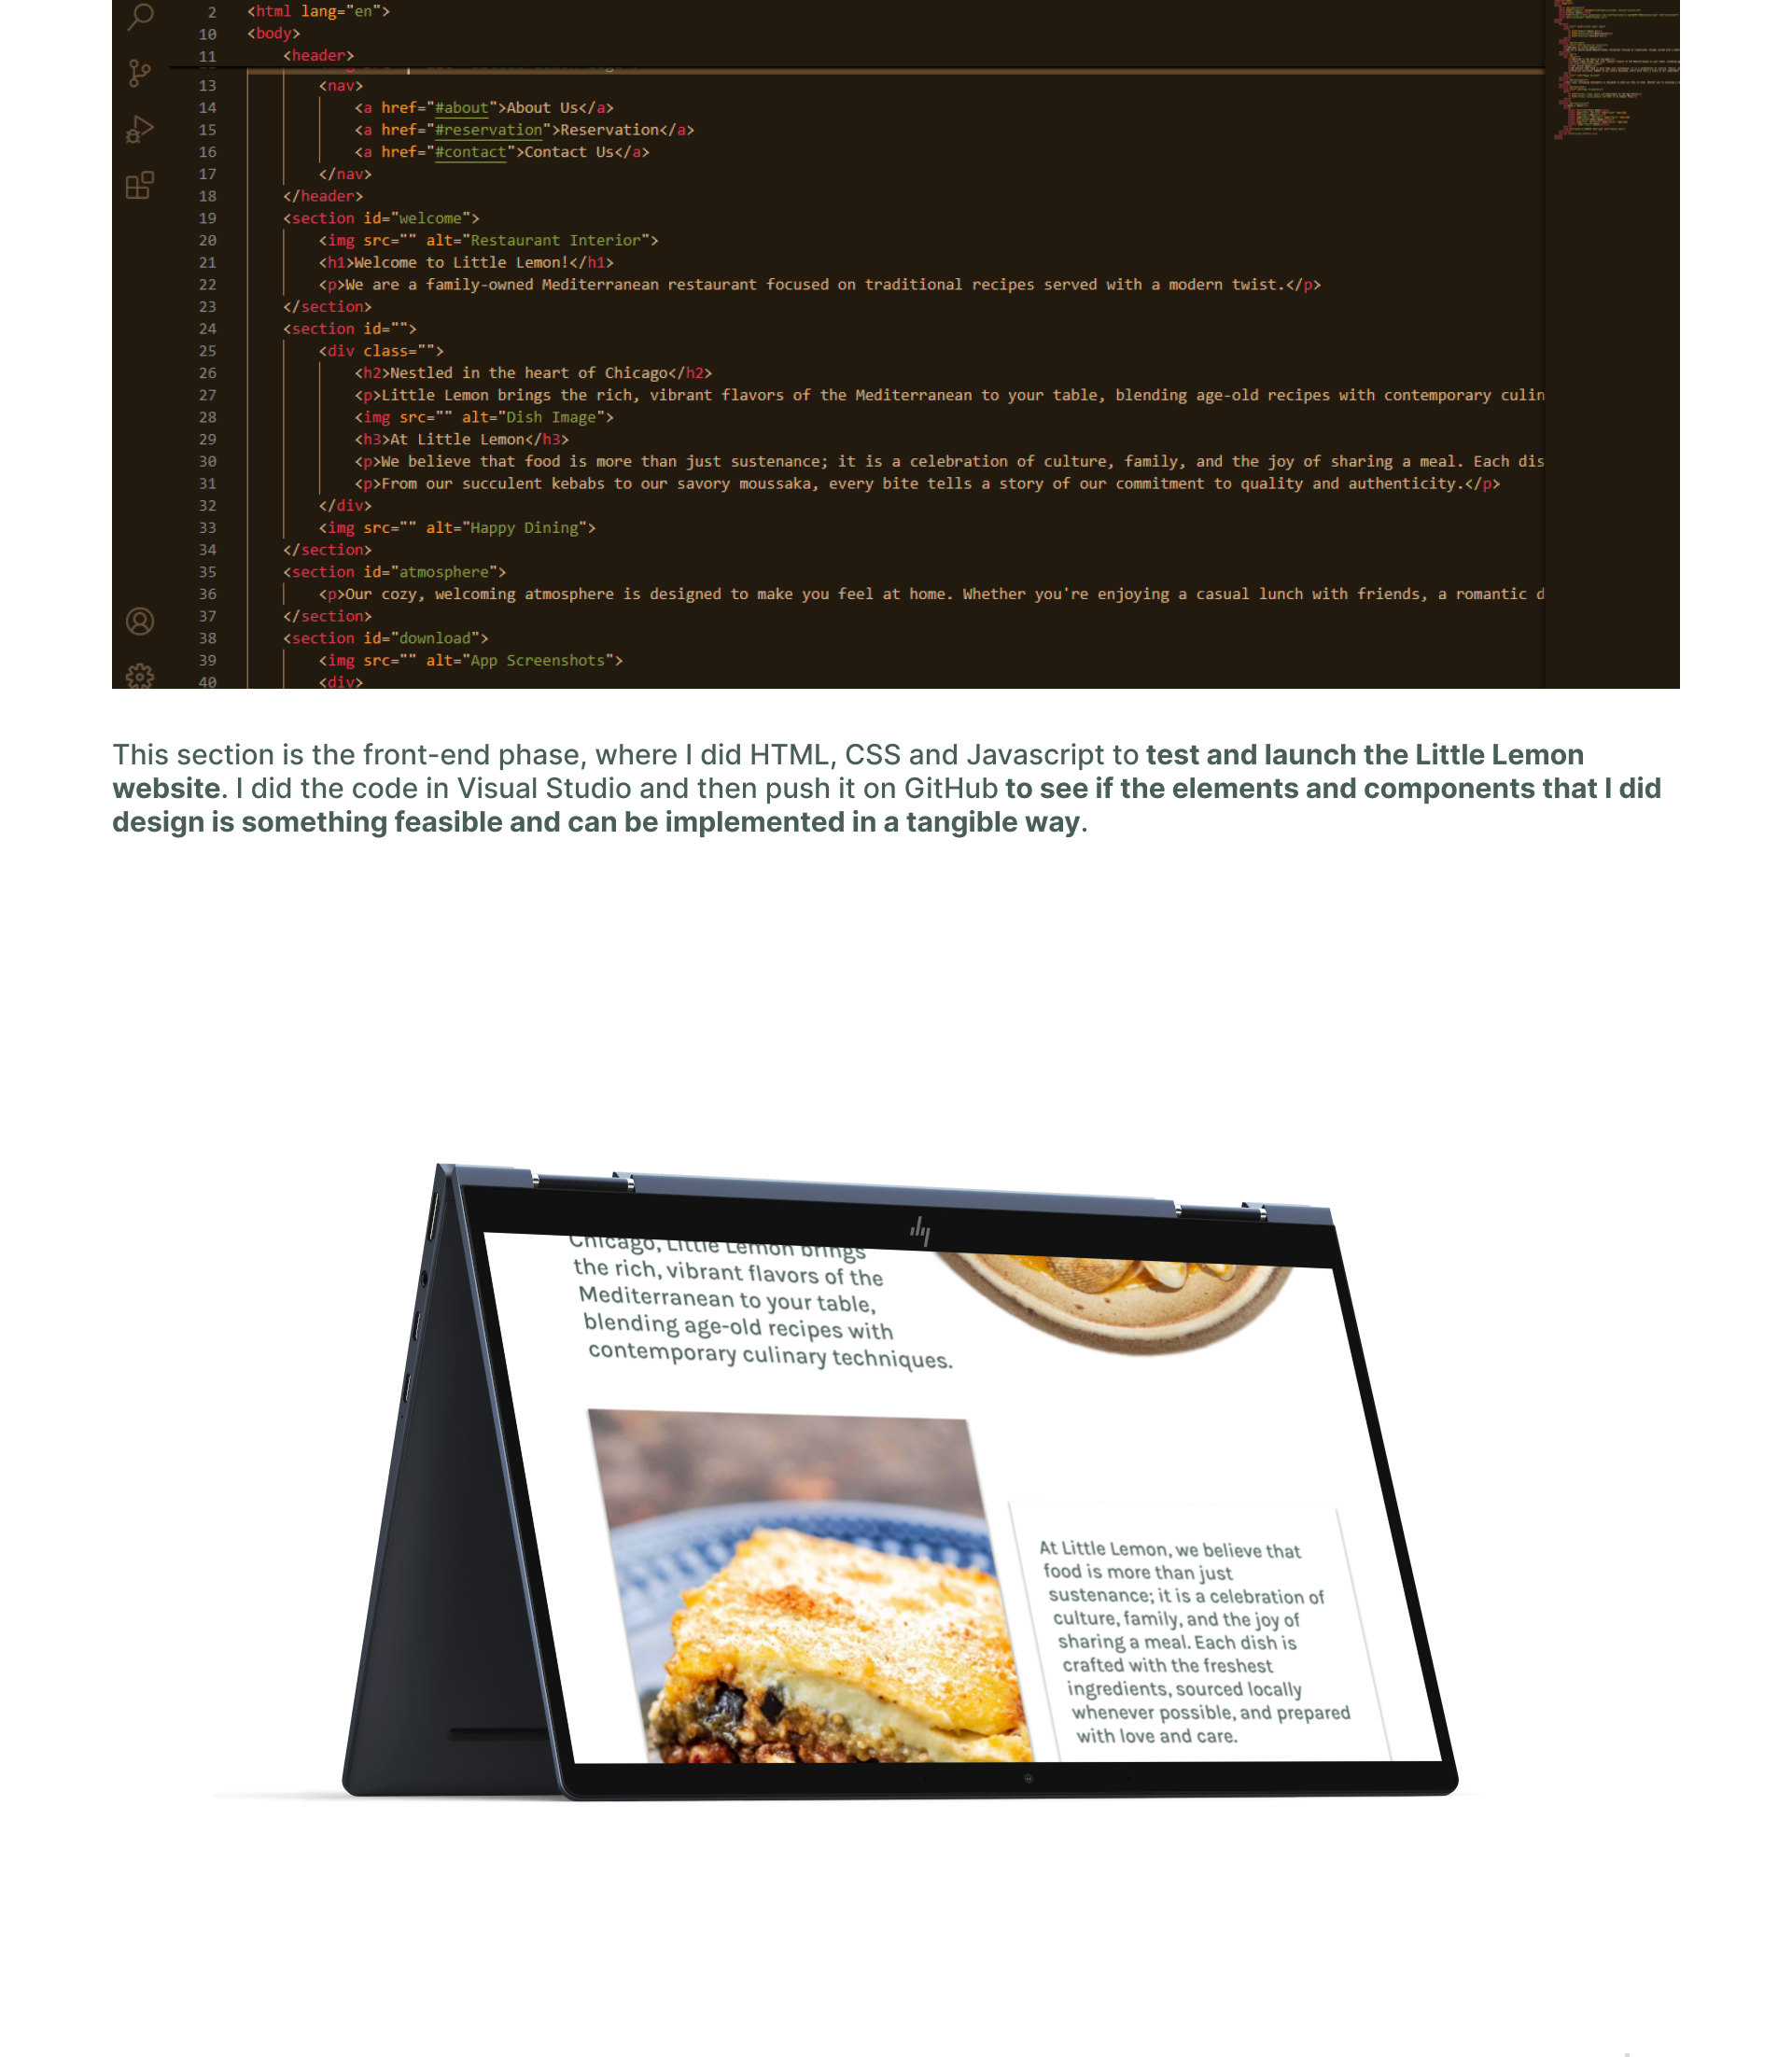 2 <html lang="en">
10 <body>
11 <header>
13 <nav>
14 <a href="#about">About Us</a>
15 <a href="#reservation">Reservation</a>
16 <a href="#contact">Contact Us</a>
17 </nav>
18 </header>
19 <section id="welcome">
20 <img src="" alt="Restaurant Interior">
21 <h1>Welcome to Little Lemon!</h1>
22 <p>We are a family-owned Mediterranean restaurant focused on traditional recipes served with a modern twist.</p>
23 </section>
24 <section id="">
25 <div class="">
26 <h2>Nestled in the heart of Chicago</h2>
27 <p>Little Lemon brings the rich, vibrant flavors of the Mediterranean to your table, blending age-old recipes with contemporary culin
28 <img src="" alt="Dish Image">
29 <h3>At Little Lemon</h3>
30 <p>We believe that food is more than just sustenance; it is a celebration of culture, family, and the joy of sharing a meal. Each dis
31 <p>From our succulent kebabs to our savory moussaka, every bite tells a story of our commitment to quality and authenticity.</p>
32 </div>
33 <img src="" alt="Happy Dining">
34 </section>
35 <section id="atmosphere">
36 <p>Our cozy, welcoming atmosphere is designed to make you feel at home. Whether you're enjoying a casual lunch with friends, a romantic d
37 </section>
38 <section id="download">
39 <img src="" alt="App Screenshots">
40 <div>
This section is the front-end phase, where I did HTML, CSS and Javascript to test and launch the Little Lemon
website. I did the code in Visual Studio and then push it on GitHub to see if the elements and components that I did
design is something feasible and can be implemented in a tangible way.
hp
Chicago, Little Lemon brings
the rich, vibrant flavors of the
Mediterranean to your table,
blending age-old recipes with
contemporary culinary techniques.
At Little Lemon, we believe that
food is more than just
sustenance; it is a celebration of
culture, family, and the joy of
sharing a meal. Each dish is
crafted with the freshest
ingredients, sourced locally
whenever possible, and prepared
with love and care.